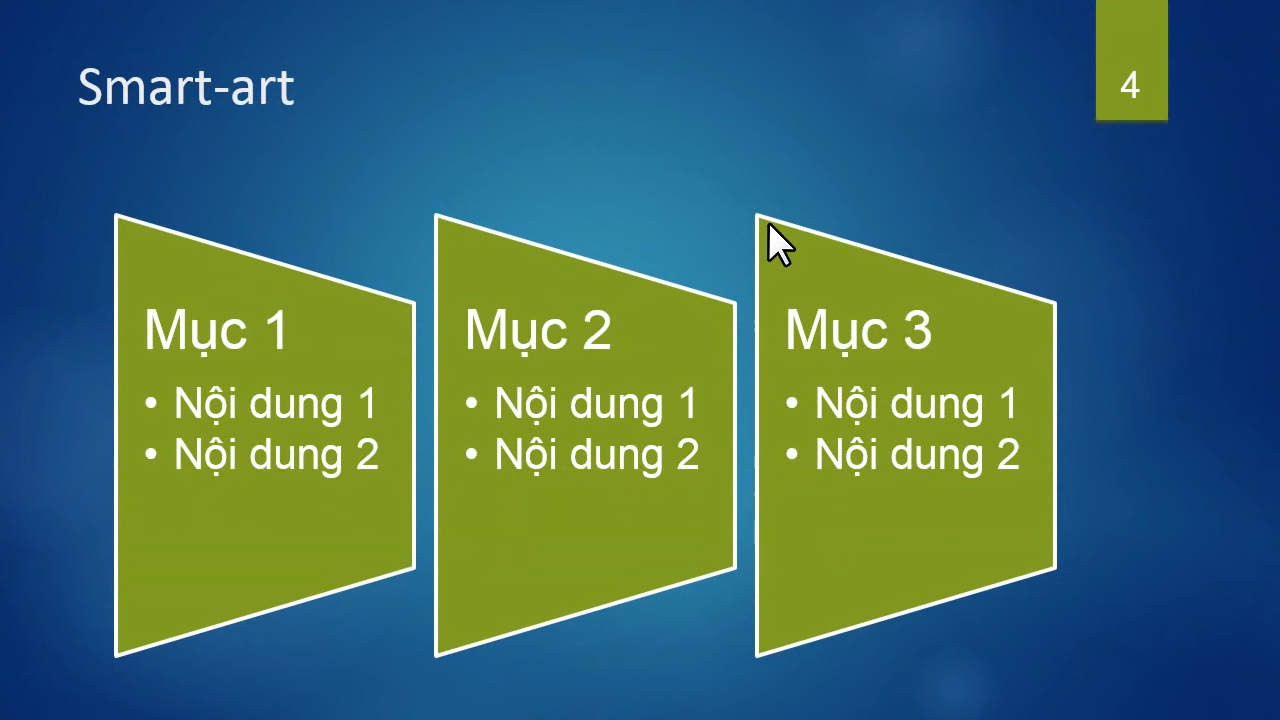 Smart-art
4
Mục 1
• Nội dung 1
• Nội dung 2
Mục 2
• Nội dung 1
• Nội dung 2
Mục 3
• Nội dung 1
• Nội dung 2